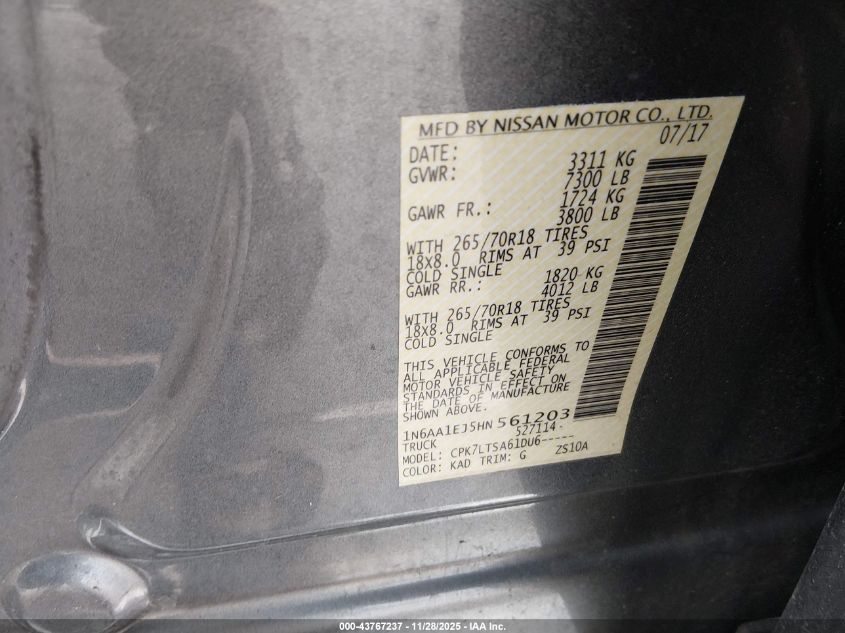 MFD BY NISSAN MOTOR CO., LTD.
DATE: 07/17
GVWR: 3311 KG
7300 LB
GAWR FR.: 1724 KG
3800 LB
WITH 265/70R18 TIRES
18x8.0 RIMS AT 39 PSI
COLD SINGLE
GAWR RR.: 1820 KG
4012 LB
WITH 265/70R18 TIRES
18x8.0 RIMS AT 39 PSI
COLD SINGLE
THIS VEHICLE CONFORMS TO
ALL APPLICABLE FEDERAL
MOTOR VEHICLE SAFETY
STANDARDS IN EFFECT ON
THE DATE OF MANUFACTURE
SHOWN ABOVE.
1N6AA1EJ5HN 561203
TRUCK 527114-
MODEL: CPK7LTSA61DU6-----
COLOR: KAD TRIM: G ZS10A
000-43767237 - 11/28/2025 - IAA Inc.